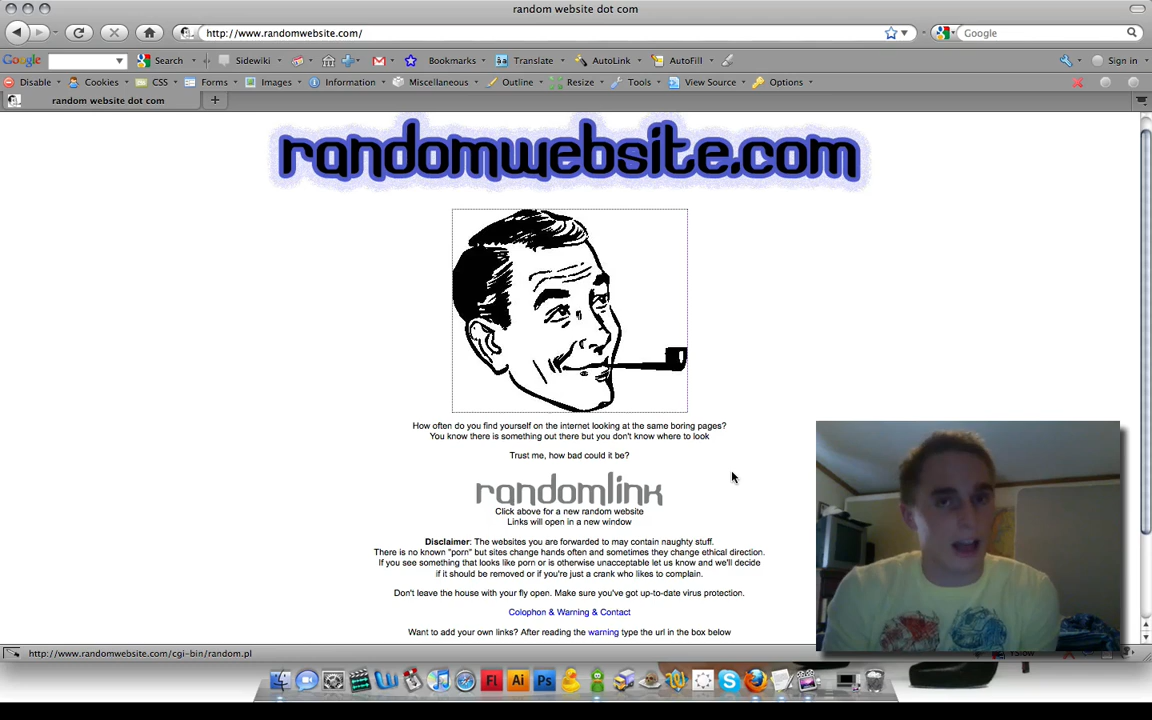 random website dot com
http://www.randomwebsite.com/
Google
Google Search Sidewiki Bookmarks Translate AutoLink AutoFill Sign in
Disable Cookies CSS Forms Images Information Miscellaneous Outline Resize Tools View Source Options
random website dot com
randomwebsite.com
How often do you find yourself on the internet looking at the same boring pages?
You know there is something out there but you don't know where to look
Trust me, how bad could it be?
randomlink
Click above for a new random website
Links will open in a new window
Disclaimer: The websites you are forwarded to may contain naughty stuff.
There is no known "porn" but sites change hands often and sometimes they change ethical direction.
If you see something that looks like porn or is otherwise unacceptable let us know and we'll decide
if it should be removed or if you're just a crank who likes to complain.
Don't leave the house with your fly open. Make sure you've got up-to-date virus protection.
Colophon & Warning & Contact
Want to add your own links? After reading the warning type the url in the box below
http://www.randomwebsite.com/cgi-bin/random.pl
Fl Ai Ps